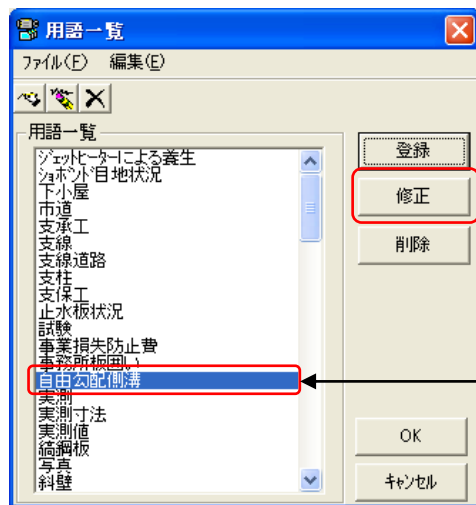 用語一覧
ファイル(F) 編集(E)
用語一覧
ジェットヒーターによる養生
ショボンド目地状況
下小屋
市道
支承工
支線
支線道路
支柱
支保工
止水板状況
試験
事業損失防止費
事務所板囲い
自由勾配側溝
実測
実測寸法
実測値
縞鋼板
写真
斜壁
登録
修正
削除
OK
キャンセル